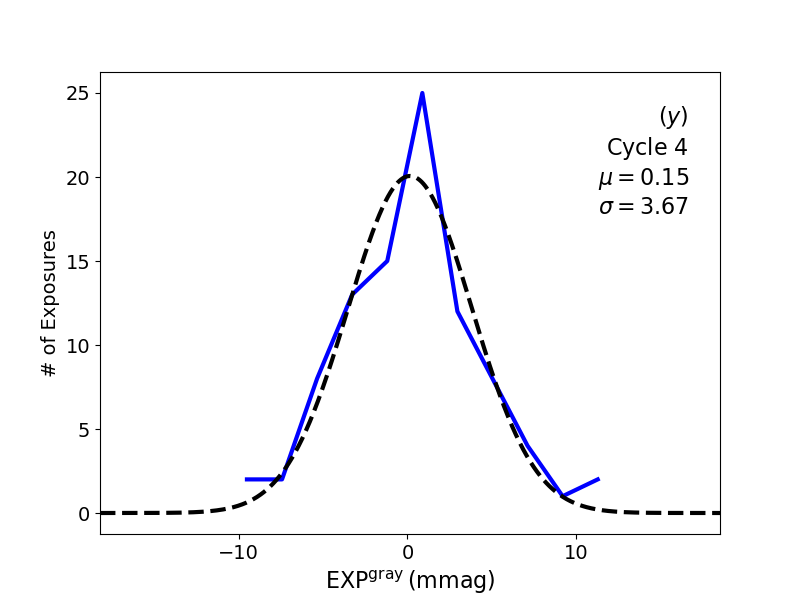 25
20
15
10
5
0
−10
0
10
# of Exposures
EXP^gray (mmag)
(y)
Cycle 4
μ = 0.15
σ = 3.67